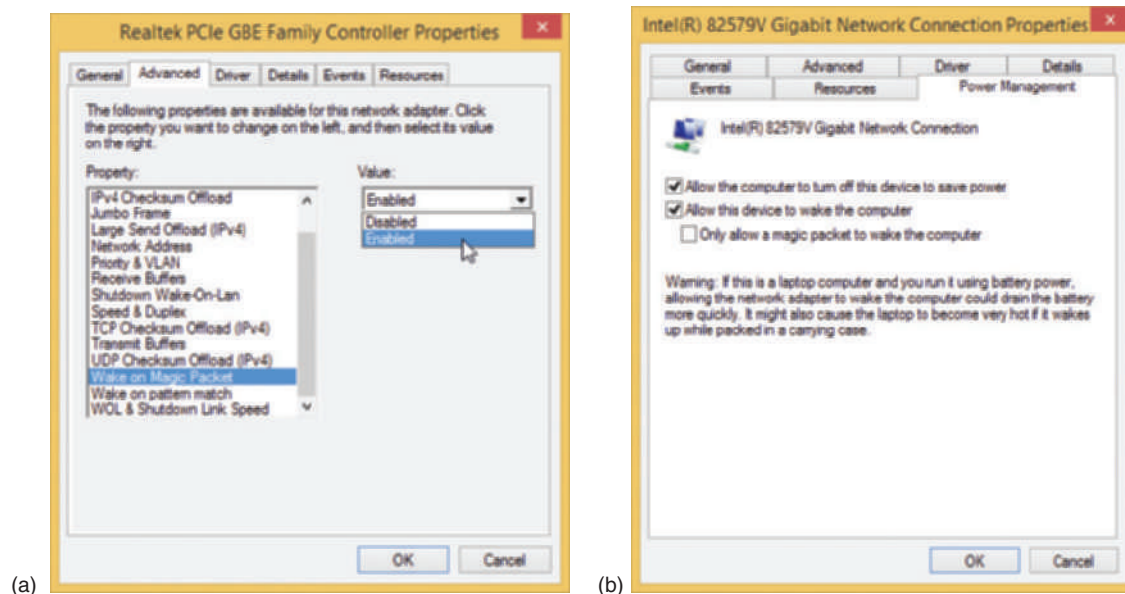 Realtek PCIe GBE Family Controller Properties
General Advanced Driver Details Events Resources
The following properties are available for this network adapter. Click
the property you want to change on the left, and then select its value
on the right.
Property:
Value:
IPv4 Checksum Offload
Jumbo Frame
Large Send Offload (IPv4)
Network Address
Priority & VLAN
Receive Buffers
Shutdown Wake-On-Lan
Speed & Duplex
TCP Checksum Offload (IPv4)
Transmit Buffers
UDP Checksum Offload (IPv4)
Wake on Magic Packet
Wake on pattern match
WOL & Shutdown Link Speed
Enabled
Disabled
Enabled
OK Cancel
(a)
Intel(R) 82579V Gigabit Network Connection Properties
General Advanced Driver Details
Events Resources Power Management
Intel(R) 82579V Gigabit Network Connection
Allow the computer to turn off this device to save power
Allow this device to wake the computer
Only allow a magic packet to wake the computer
Warning: If this is a laptop computer and you run it using battery power,
allowing the network adapter to wake the computer could drain the battery
more quickly. It might also cause the laptop to become very hot if it wakes
up while packed in a carrying case.
OK Cancel
(b)